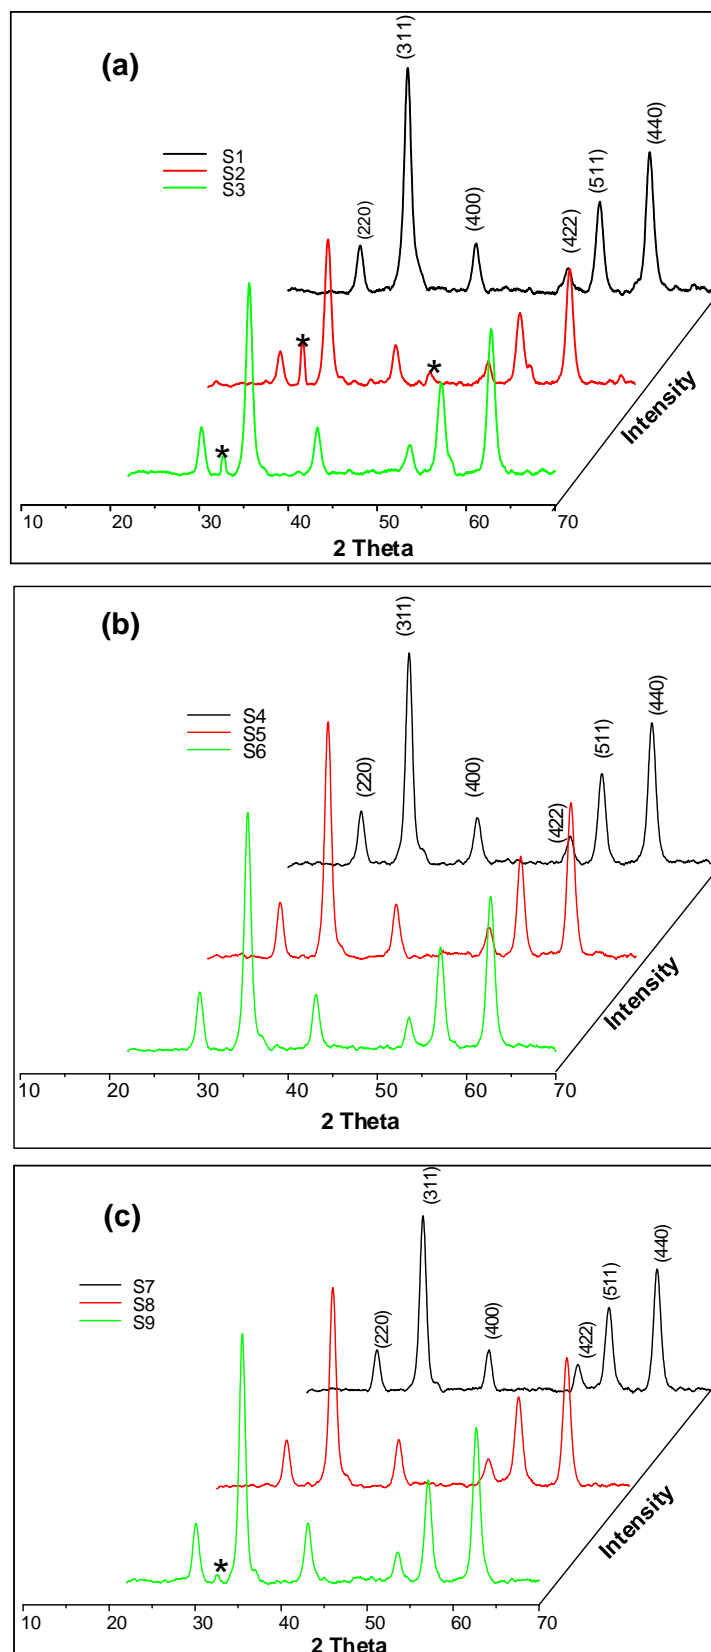 (a)
(311)
(440)
S1
S2
S3
(511)
(220)
(400)
(422)
*
*
*
Intensity
10 20 30 40 50 60 70
2 Theta
(b)
(311)
(440)
S4
S5
S6
(511)
(220)
(400)
(422)
Intensity
10 20 30 40 50 60 70
2 Theta
(c)
(311)
(440)
S7
S8
S9
(511)
(220)
(400)
(422)
Intensity
*
10 20 30 40 50 60 70
2 Theta